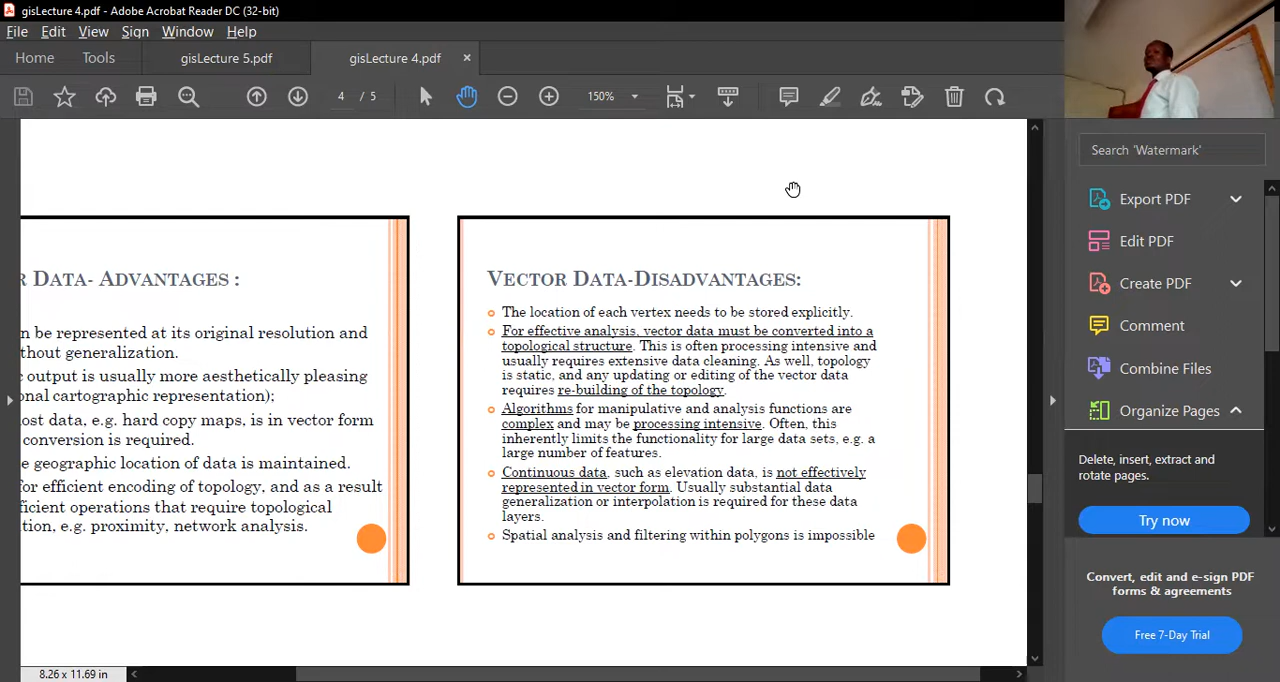 gisLecture 4.pdf - Adobe Acrobat Reader DC (32-bit)
File Edit View Sign Window Help
Home Tools gisLecture 5.pdf gisLecture 4.pdf ×
4 / 5 150%
Search 'Watermark'
Export PDF
Edit PDF
Create PDF
Comment
Combine Files
Organize Pages
Delete, insert, extract and
rotate pages.
Try now
Convert, edit and e-sign PDF
forms & agreements
Free 7-Day Trial
R DATA- ADVANTAGES :
n be represented at its original resolution and
thout generalization.
c output is usually more aesthetically pleasing
onal cartographic representation);
ost data, e.g. hard copy maps, is in vector form
conversion is required.
e geographic location of data is maintained.
for efficient encoding of topology, and as a result
ficient operations that require topological
tion, e.g. proximity, network analysis.
VECTOR DATA-DISADVANTAGES:
The location of each vertex needs to be stored explicitly.
For effective analysis, vector data must be converted into a
topological structure. This is often processing intensive and
usually requires extensive data cleaning. As well, topology
is static, and any updating or editing of the vector data
requires re-building of the topology.
Algorithms for manipulative and analysis functions are
complex and may be processing intensive. Often, this
inherently limits the functionality for large data sets, e.g. a
large number of features.
Continuous data, such as elevation data, is not effectively
represented in vector form. Usually substantial data
generalization or interpolation is required for these data
layers.
Spatial analysis and filtering within polygons is impossible
8.26 x 11.69 in